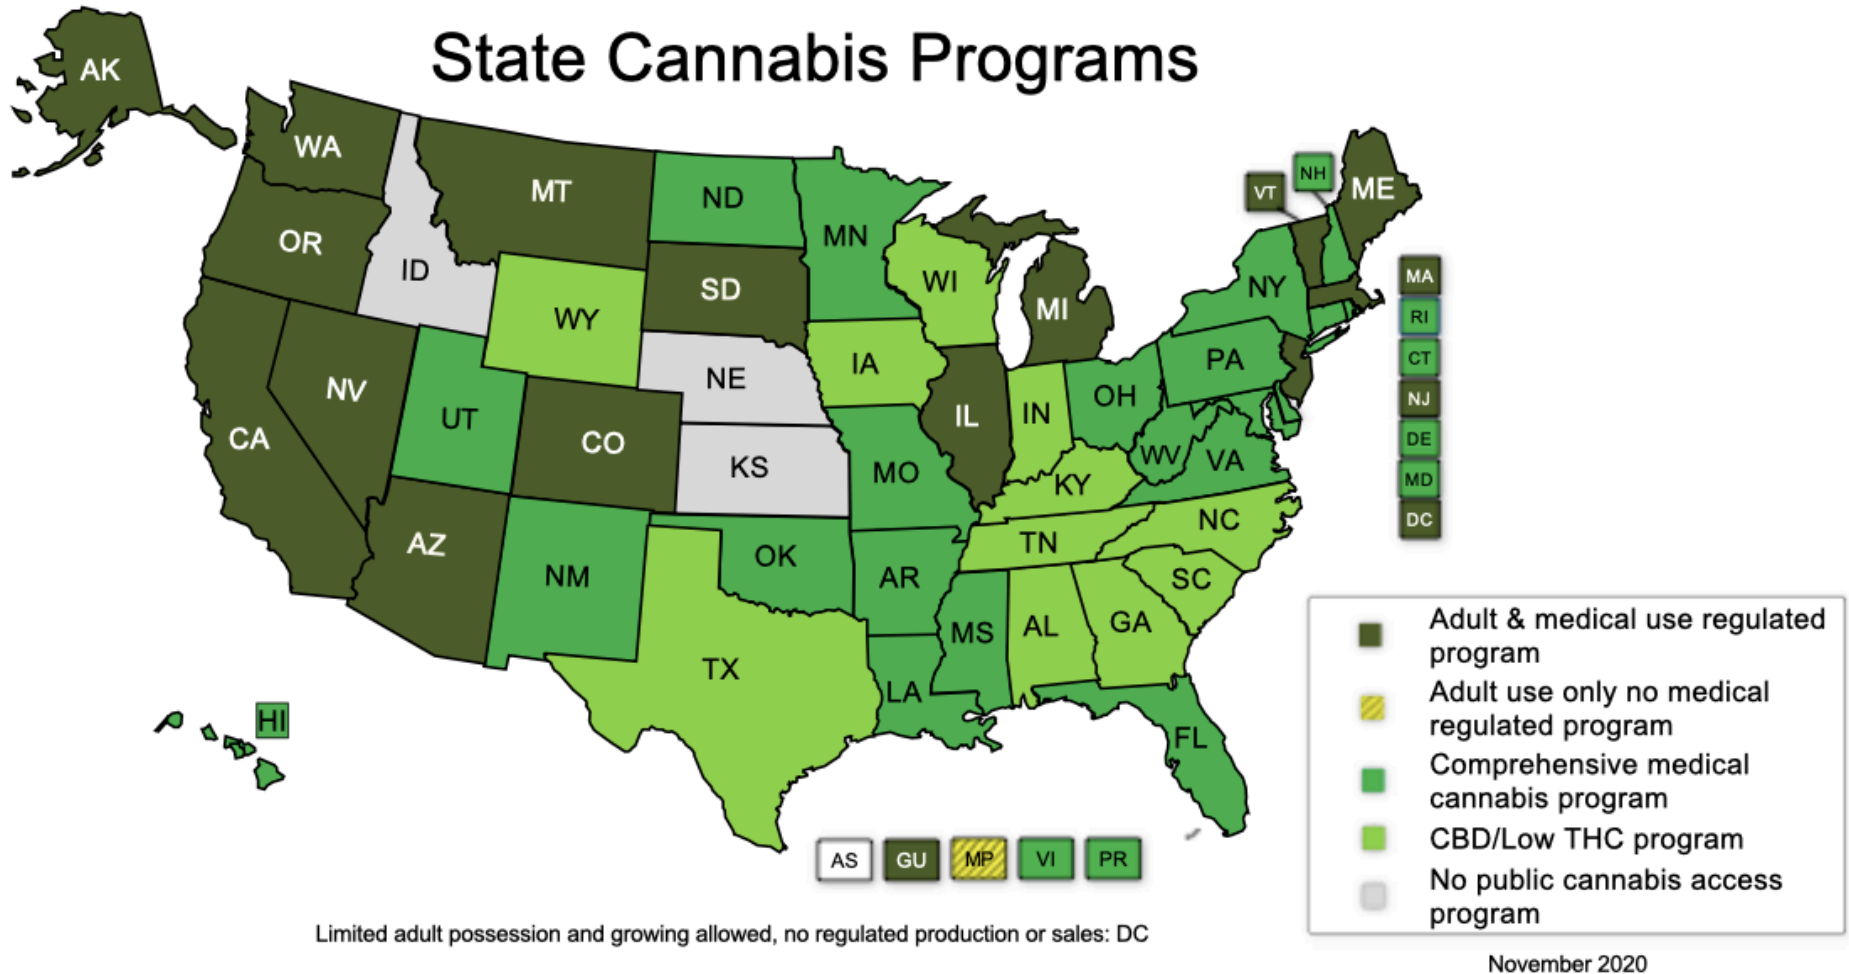 State Cannabis Programs
AK
WA
MT
ND
MN
VT
NH
ME
OR
ID
WY
SD
WI
MI
NY
MA
RI
CT
NJ
DE
MD
DC
NV
UT
CO
NE
IA
IL
IN
OH
PA
CA
KS
MO
KY
WV
VA
AZ
NM
OK
AR
TN
NC
SC
TX
LA
MS
AL
GA
FL
HI
AS
GU
MP
VI
PR
Adult & medical use regulated
program
Adult use only no medical
regulated program
Comprehensive medical
cannabis program
CBD/Low THC program
No public cannabis access
program
Limited adult possession and growing allowed, no regulated production or sales: DC
November 2020